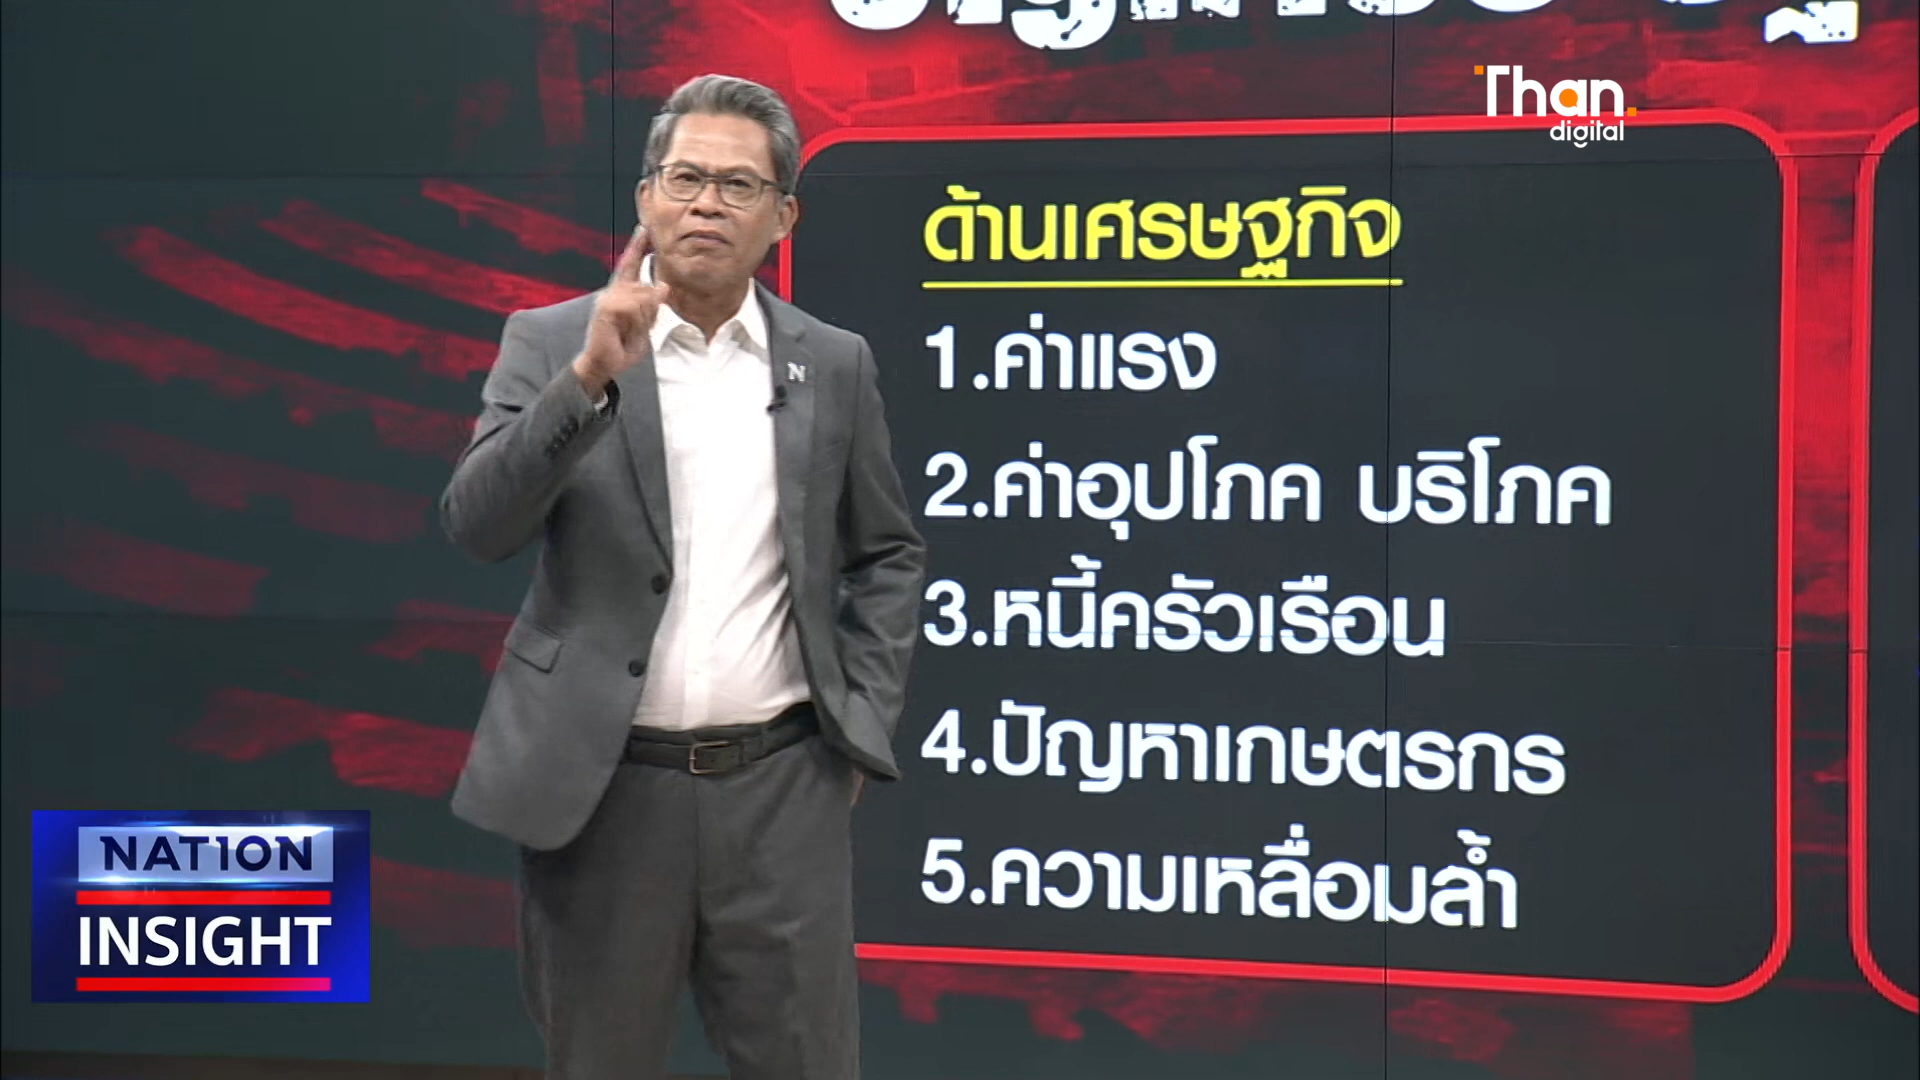 Than.
digital
ด้านเศรษฐกิจ
1.ค่าแรง
2.ค่าอุปโภค บริโภค
3.หนี้ครัวเรือน
4.ปัญหาเกษตรกร
5.ความเหลื่อมล้ำ
N
NATION
INSIGHT